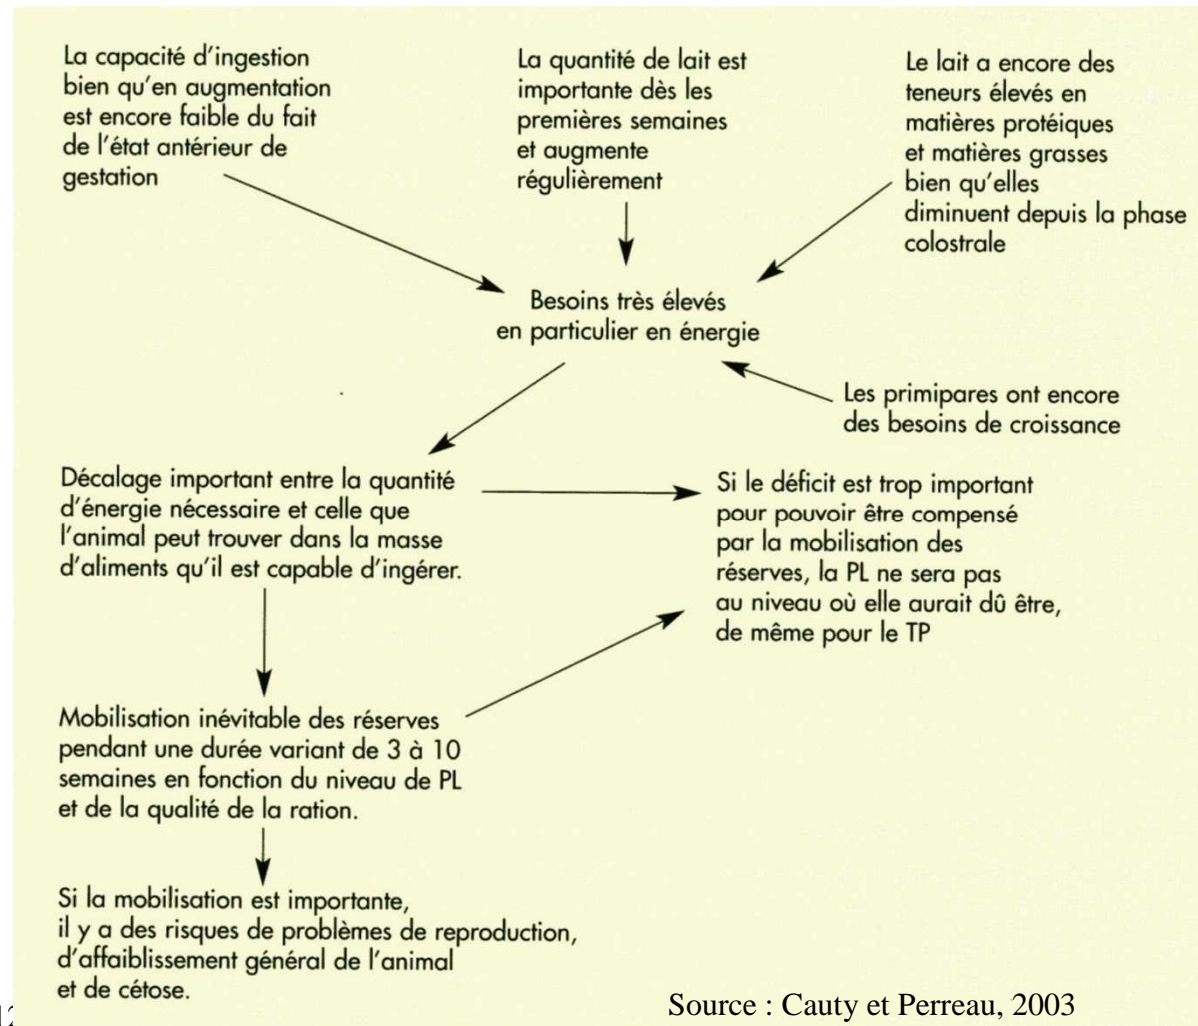 La capacité d'ingestion
bien qu'en augmentation
est encore faible du fait
de l'état antérieur de
gestation
La quantité de lait est
importante dès les
premières semaines
et augmente
régulièrement
Le lait a encore des
teneurs élevés en
matières protéiques
et matières grasses
bien qu'elles
diminuent depuis la phase
colostrale
Besoins très élevés
en particulier en énergie
Les primipares ont encore
des besoins de croissance
Décalage important entre la quantité
d'énergie nécessaire et celle que
l'animal peut trouver dans la masse
d'aliments qu'il est capable d'ingérer.
Si le déficit est trop important
pour pouvoir être compensé
par la mobilisation des
réserves, la PL ne sera pas
au niveau où elle aurait dû être,
de même pour le TP
Mobilisation inévitable des réserves
pendant une durée variant de 3 à 10
semaines en fonction du niveau de PL
et de la qualité de la ration.
Si la mobilisation est importante,
il y a des risques de problèmes de reproduction,
d'affaiblissement général de l'animal
et de cétose.
Source : Cauty et Perreau, 2003